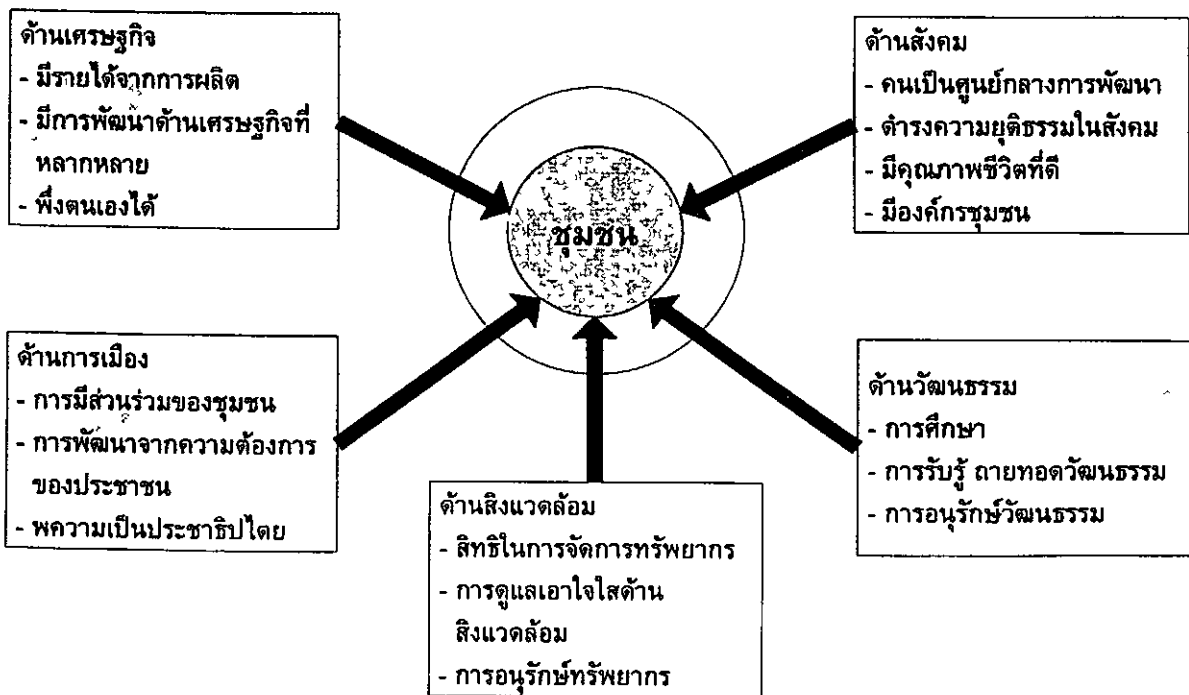 ด้านเศรษฐกิจ
- มีรายได้จากการผลิต
- มีการพัฒนาด้านเศรษฐกิจที่
หลากหลาย
- พึ่งตนเองได้
ด้านสังคม
- คนเป็นศูนย์กลางการพัฒนา
- ดำรงความยุติธรรมในสังคม
- มีคุณภาพชีวิตที่ดี
- มีองค์กรชุมชน
ชุมชน
ด้านการเมือง
- การมีส่วนร่วมของชุมชน
- การพัฒนาจากความต้องการ
ของประชาชน
- พความเป็นประชาธิปไตย
ด้านวัฒนธรรม
- การศึกษา
- การรับรู้ ถายทอดวัฒนธรรม
- การอนุรักษ์วัฒนธรรม
ด้านสิงแวดล้อม
- สิทธิในการจัดการทรัพยากร
- การดูแลเอาใจใสด้าน
สิงแวดล้อม
- การอนุรักษ์ทรัพยากร